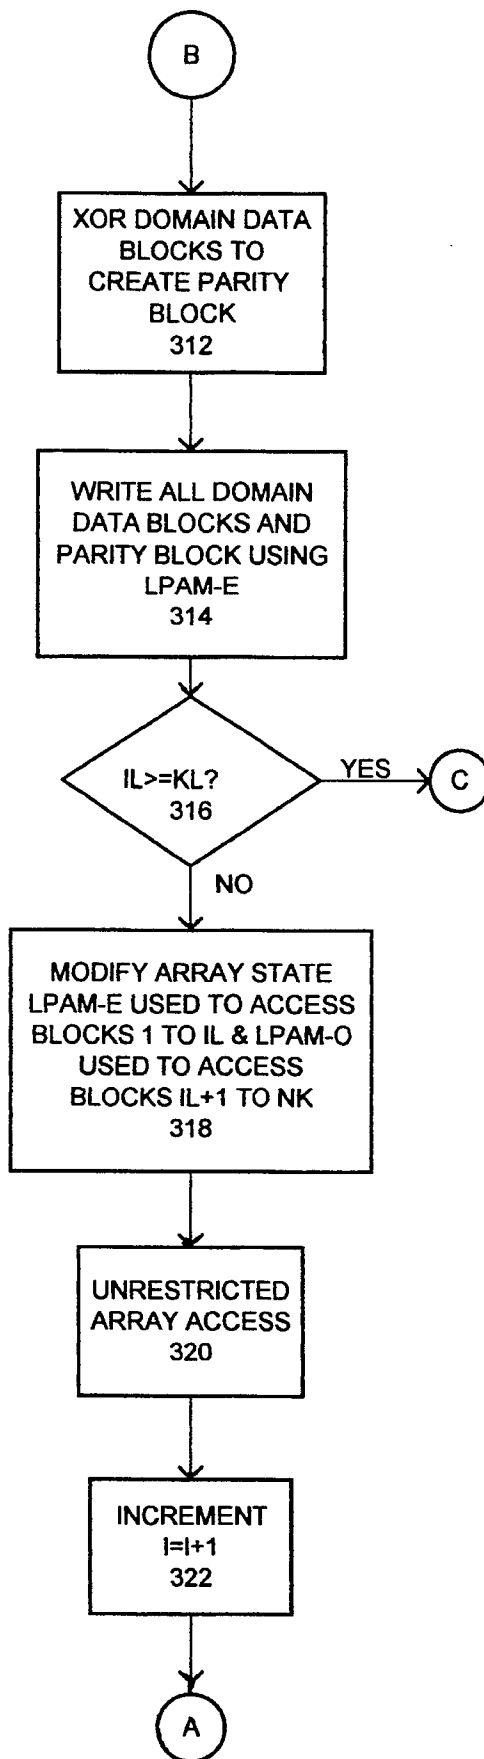 B
XOR DOMAIN DATA
BLOCKS TO
CREATE PARITY
BLOCK
312
WRITE ALL DOMAIN
DATA BLOCKS AND
PARITY BLOCK USING
LPAM-E
314
IL>=KL?
316
YES
C
NO
MODIFY ARRAY STATE
LPAM-E USED TO ACCESS
BLOCKS 1 TO IL & LPAM-O
USED TO ACCESS
BLOCKS IL+1 TO NK
318
UNRESTRICTED
ARRAY ACCESS
320
INCREMENT
I=I+1
322
A